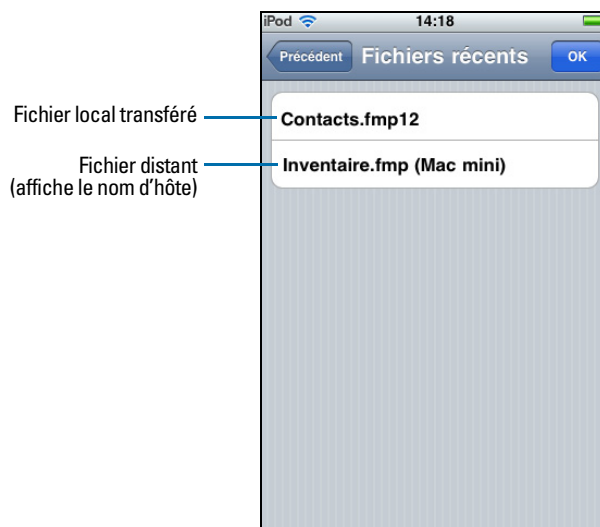 iPod 14:18
Précédent Fichiers récents OK
Fichier local transféré
Contacts.fmp12
Fichier distant
(affiche le nom d’hôte)
Inventaire.fmp (Mac mini)